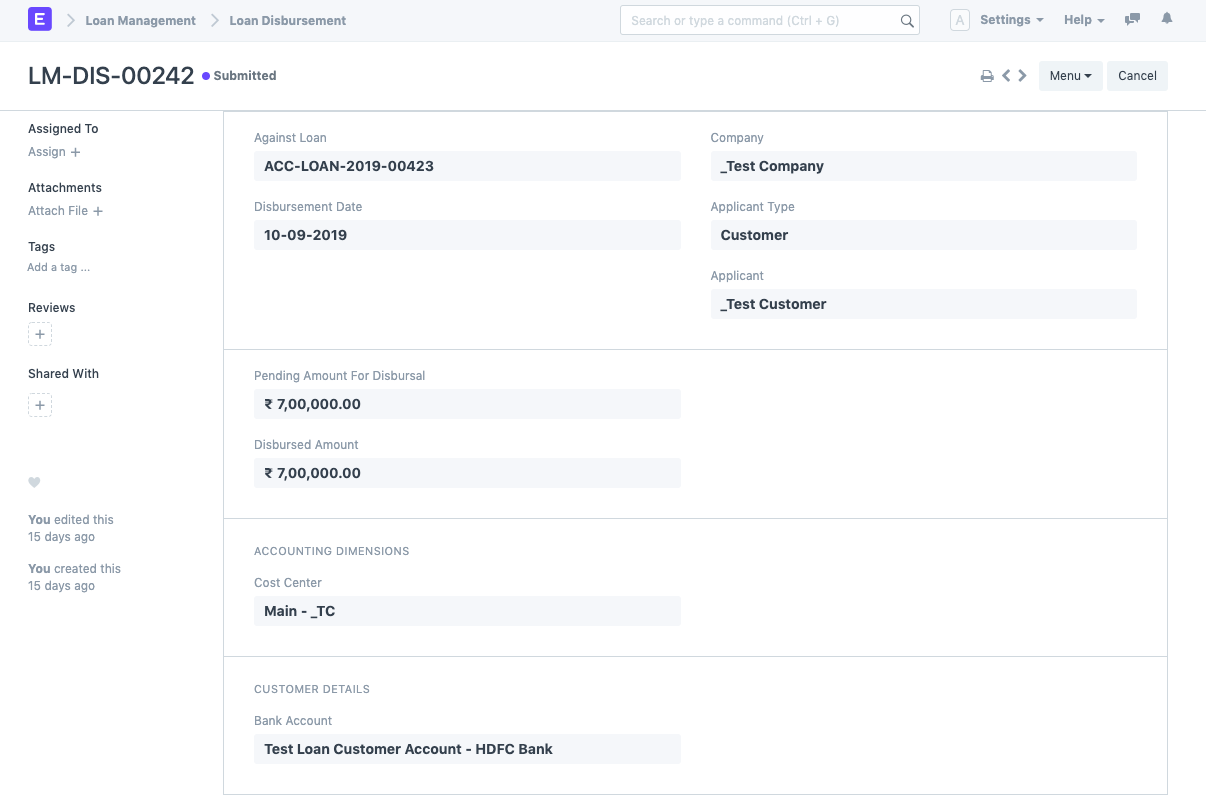 E Loan Management Loan Disbursement Search or type a command (Ctrl + G) A Settings Help
LM-DIS-00242 Submitted Menu Cancel
Assigned To
Assign +
Attachments
Attach File +
Tags
Add a tag ...
Reviews
+
Shared With
+
You edited this
15 days ago
You created this
15 days ago
Against Loan
ACC-LOAN-2019-00423
Disbursement Date
10-09-2019
Company
_Test Company
Applicant Type
Customer
Applicant
_Test Customer
Pending Amount For Disbursal
₹ 7,00,000.00
Disbursed Amount
₹ 7,00,000.00
ACCOUNTING DIMENSIONS
Cost Center
Main - _TC
CUSTOMER DETAILS
Bank Account
Test Loan Customer Account - HDFC Bank